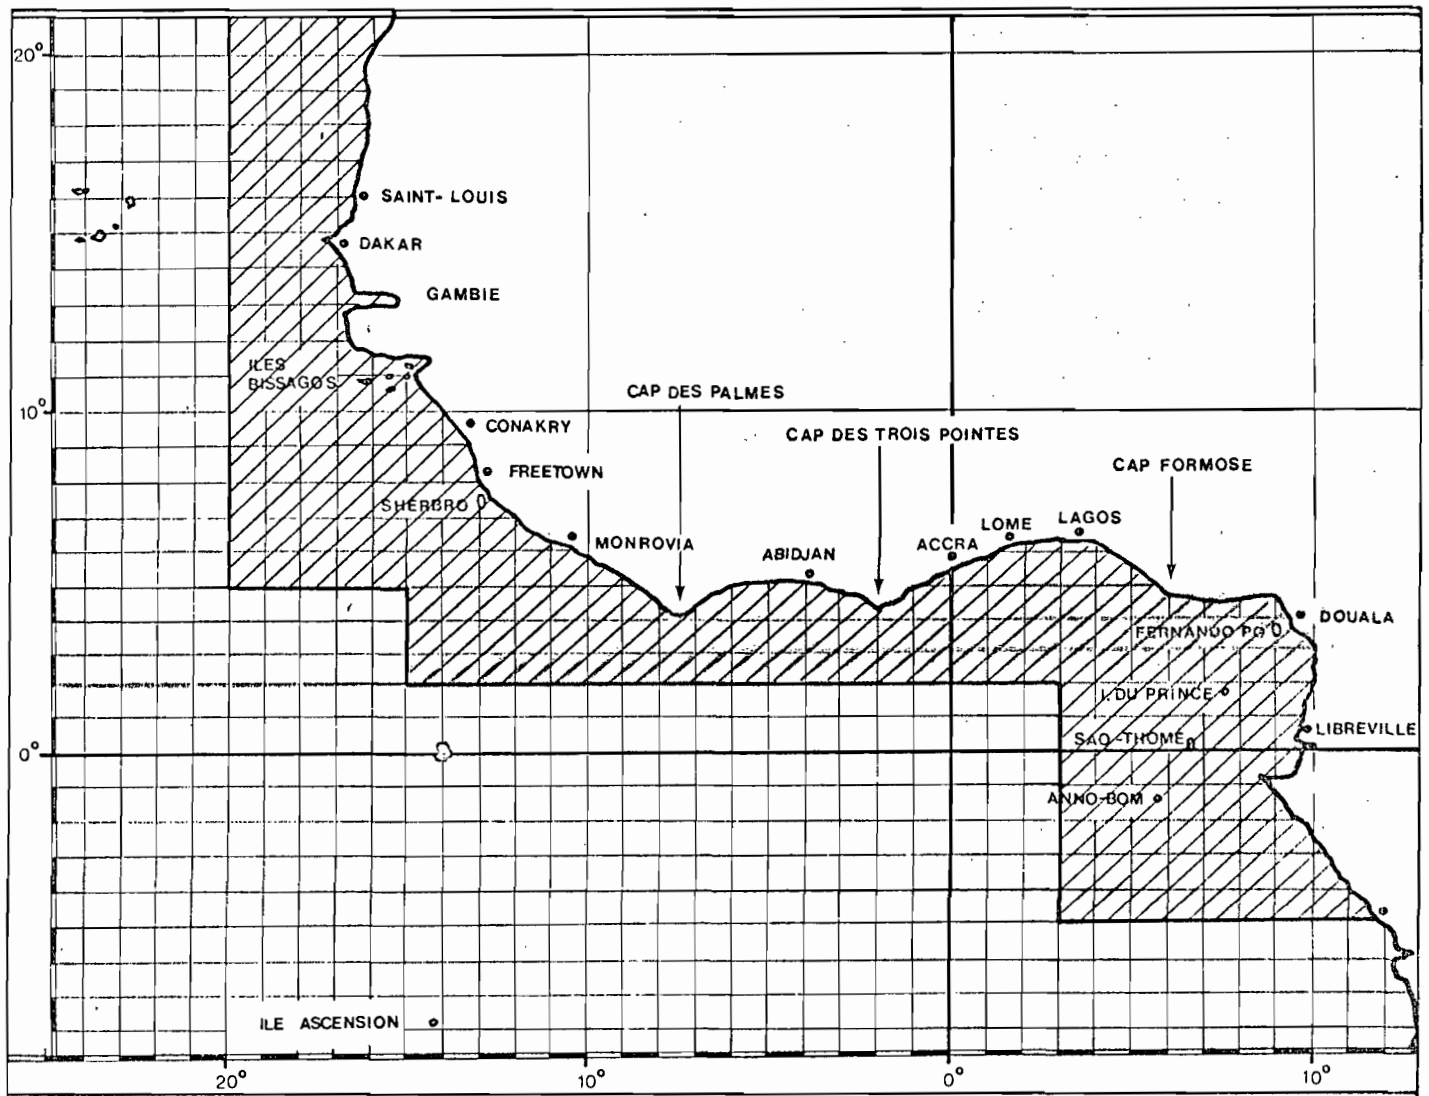 20°
SAINT-LOUIS
DAKAR
GAMBIE
ILES
BISSAGOS
CAP DES PALMES
10°
CONAKRY
CAP DES TROIS POINTES
CAP FORMOSE
FREETOWN
SHERBRO
MONROVIA
ABIDJAN
ACCRA
LOME
LAGOS
DOUALA
FERNANDO PO
I. DU PRINCE
LIBREVILLE
SAO-THOME
0°
ANNO-BOM
ILE ASCENSION
20°
10°
0°
10°